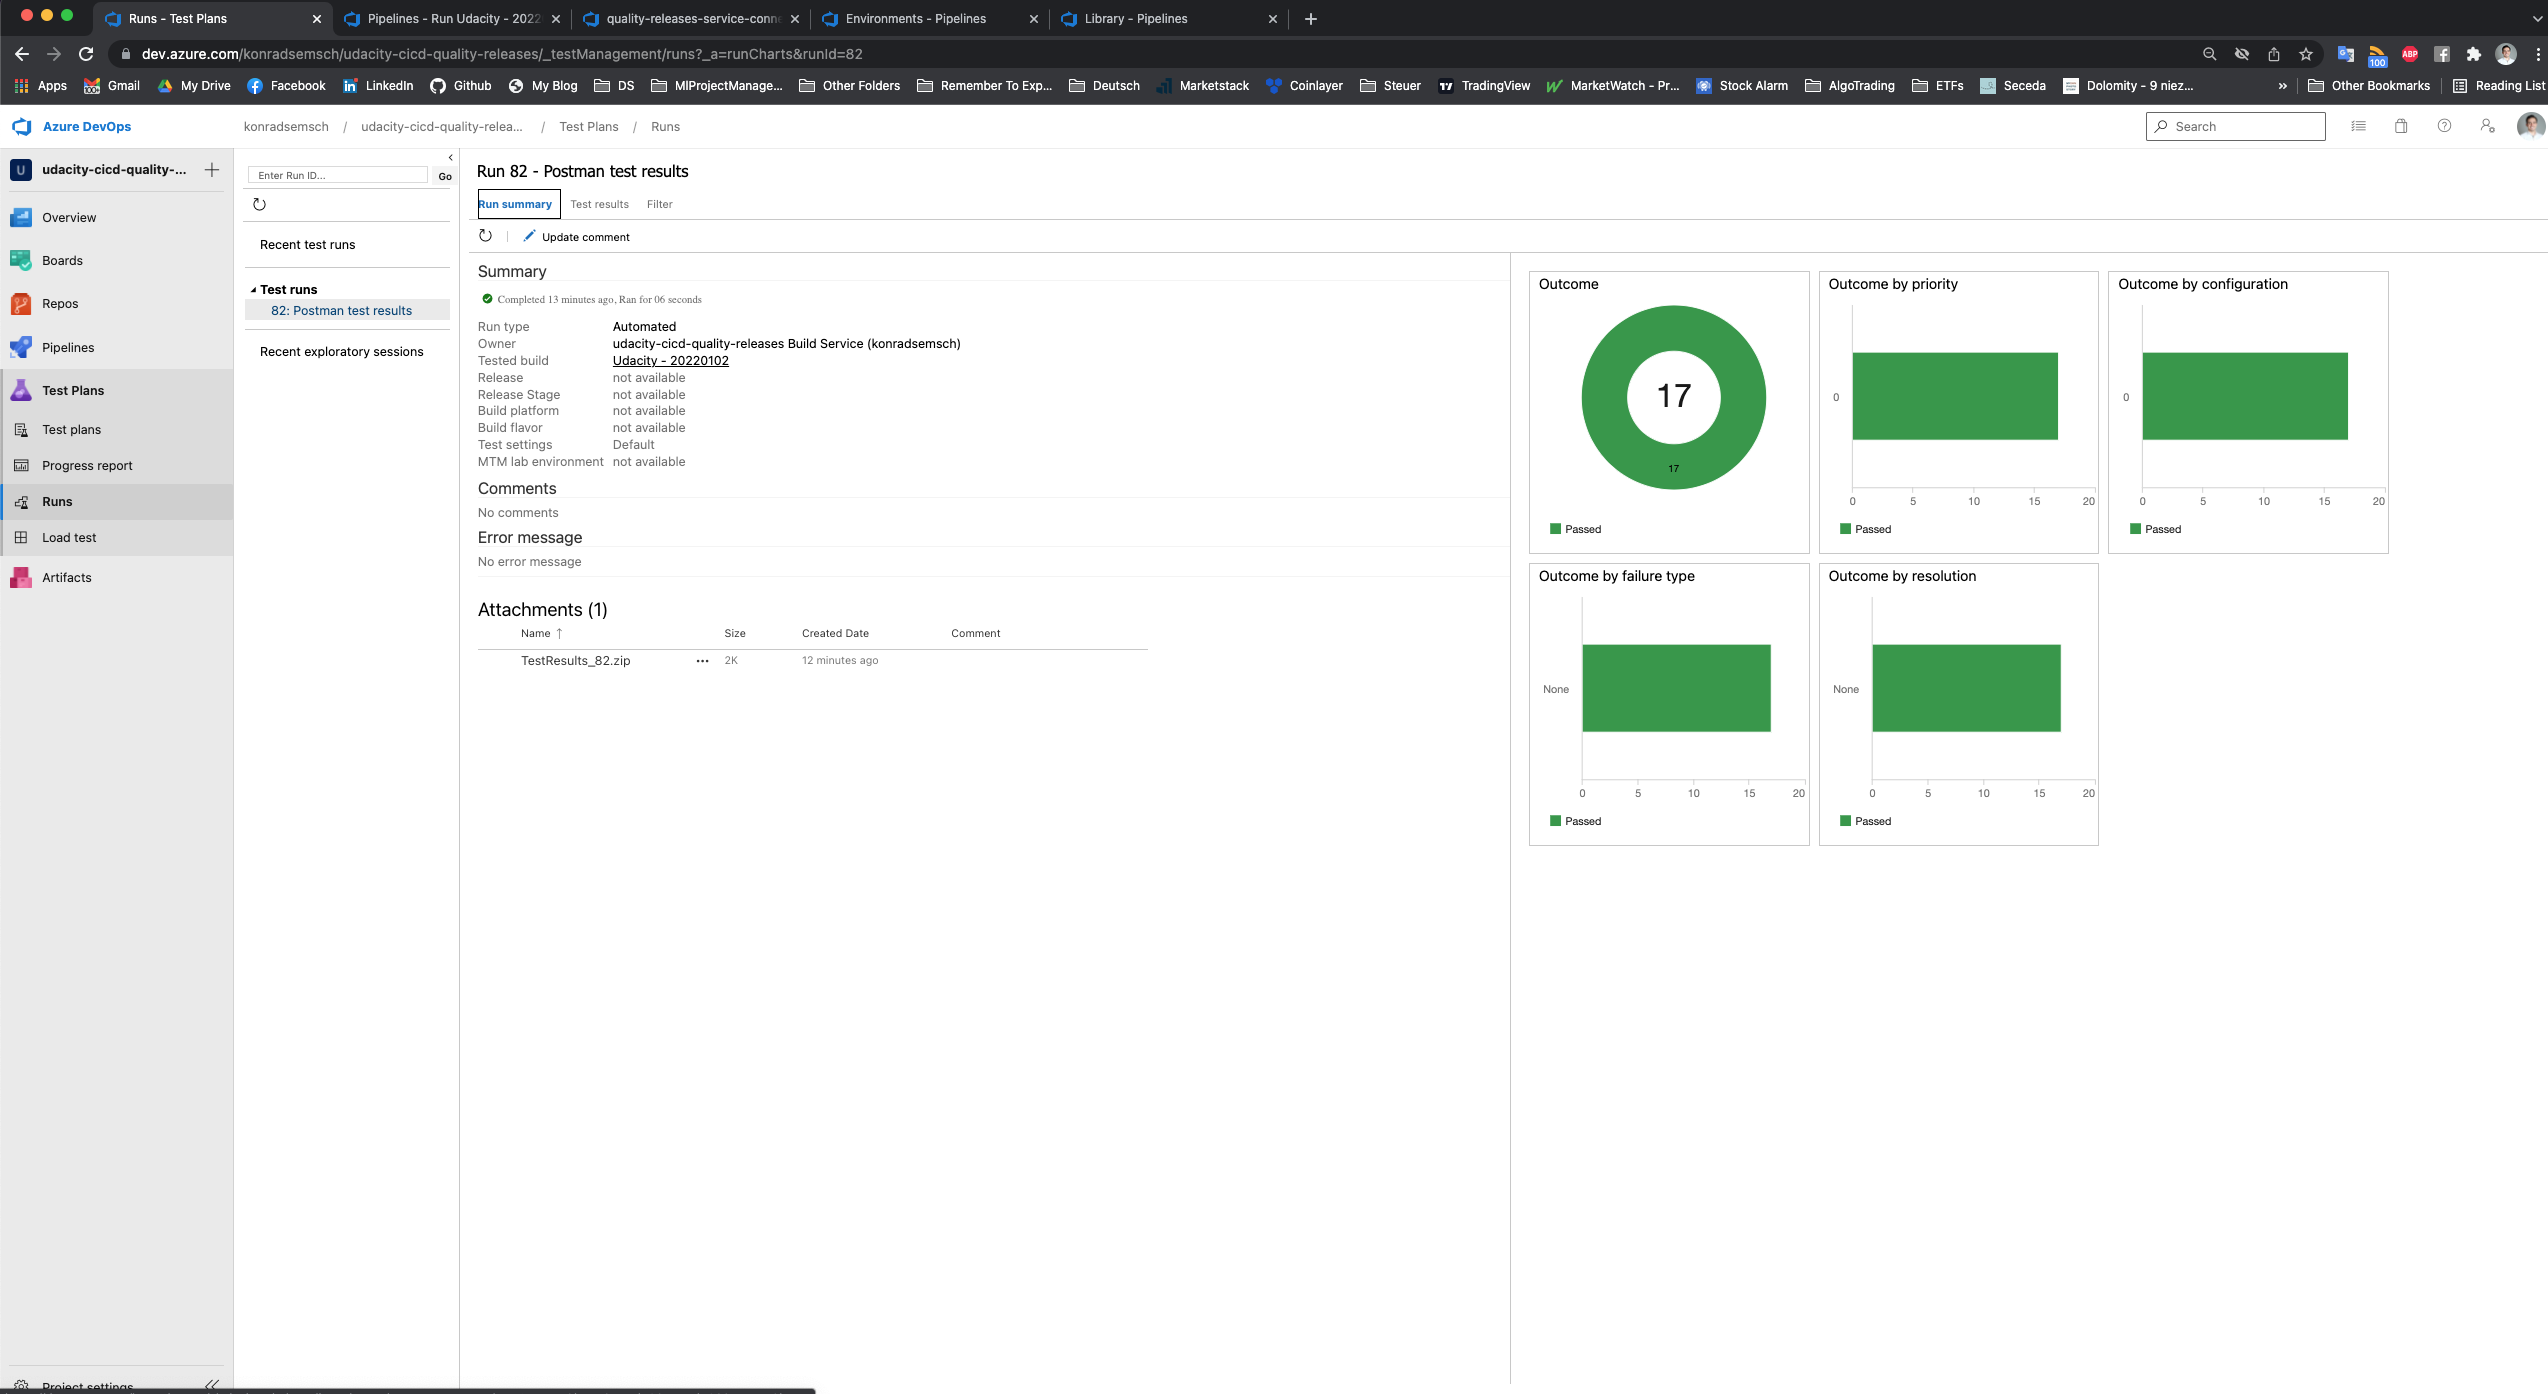 Runs - Test Plans
Pipelines - Run Udacity - 2022
quality-releases-service-conne
Environments - Pipelines
Library - Pipelines
dev.azure.com/konradsemsch/udacity-cicd-quality-releases/_testManagement/runs?_a=runCharts&runId=82
100
ABP
Apps
Gmail
My Drive
Facebook
LinkedIn
Github
My Blog
DS
MIProjectManage...
Other Folders
Remember To Exp...
Deutsch
Marketstack
Coinlayer
Steuer
TradingView
MarketWatch - Pr...
Stock Alarm
AlgoTrading
ETFs
Seceda
Dolomity - 9 niez...
»
Other Bookmarks
Reading List
Azure DevOps
konradsemsch / udacity-cicd-quality-relea... / Test Plans / Runs
Search
U udacity-cicd-quality-...
Overview
Boards
Repos
Pipelines
Test Plans
Test plans
Progress report
Runs
Load test
Artifacts
Project settings
Enter Run ID...
Go
Recent test runs
Test runs
82: Postman test results
Recent exploratory sessions
Run 82 - Postman test results
Run summary Test results Filter
Update comment
Summary
Completed 13 minutes ago, Ran for 06 seconds
Run type Automated
Owner udacity-cicd-quality-releases Build Service (konradsemsch)
Tested build Udacity - 20220102
Release not available
Release Stage not available
Build platform not available
Build flavor not available
Test settings Default
MTM lab environment not available
Comments
No comments
Error message
No error message
Attachments (1)
Name ↑ Size Created Date Comment
TestResults_82.zip ••• 2K 12 minutes ago
Outcome
17
17
Passed
Outcome by priority
0
0 5 10 15 20
Passed
Outcome by configuration
0
0 5 10 15 20
Passed
Outcome by failure type
None
0 5 10 15 20
Passed
Outcome by resolution
None
0 5 10 15 20
Passed